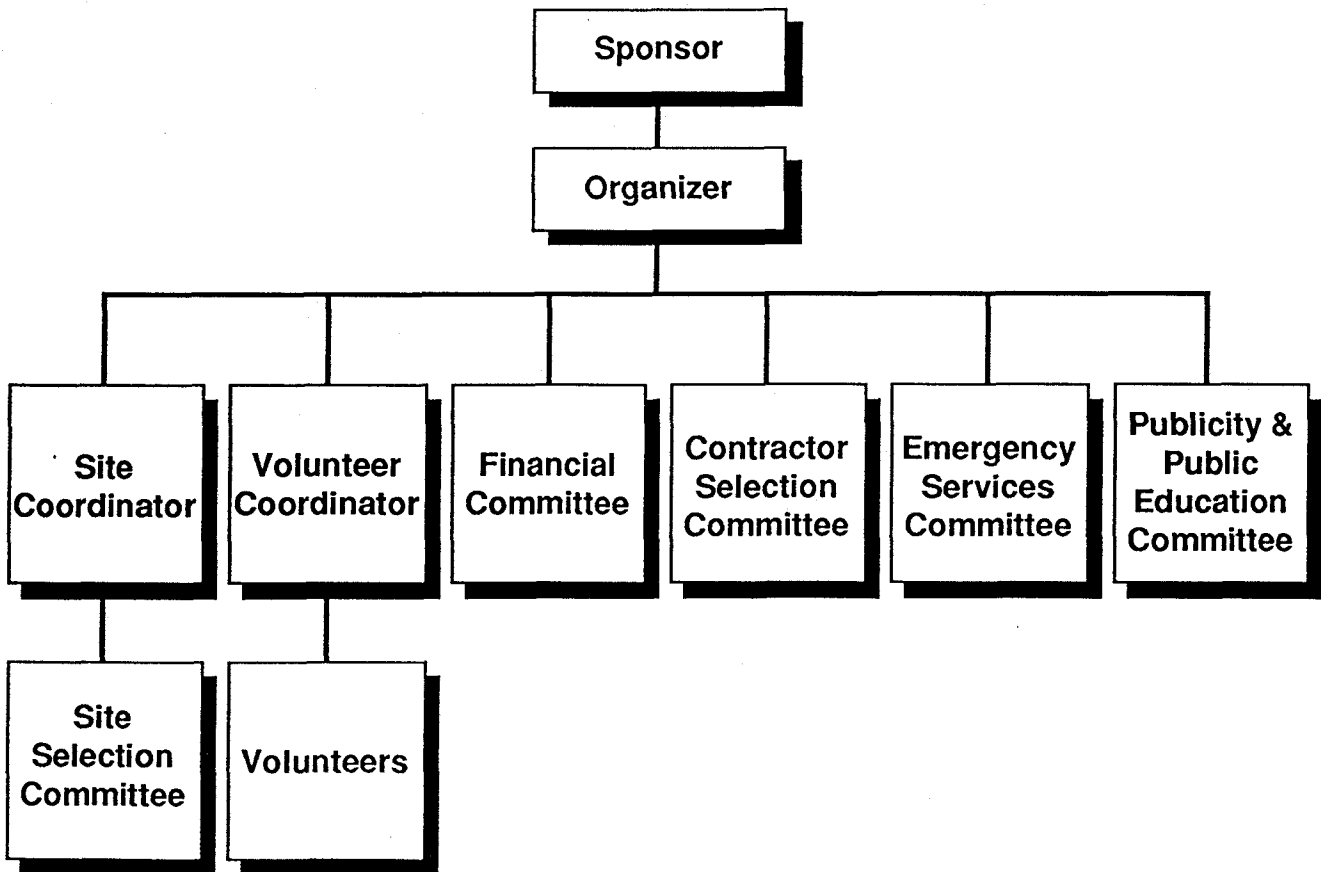 Sponsor
Organizer
Site
Coordinator
Volunteer
Coordinator
Financial
Committee
Contractor
Selection
Committee
Emergency
Services
Committee
Publicity &
Public
Education
Committee
Site
Selection
Committee
Volunteers